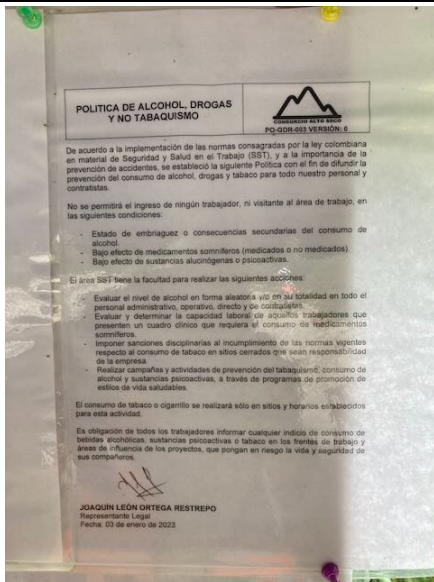 POLITICA DE ALCOHOL, DROGAS
Y NO TABAQUISMO
CONSORCIO ALTO SECO
PO-GDR-003 VERSIÓN: 6
De acuerdo a la implementación de las normas consagradas por la ley colombiana
en material de Seguridad y Salud en el Trabajo (SST), y a la importancia de la
prevención de accidentes, se estableció la siguiente Política con el fin de difundir la
prevención del consumo de alcohol, drogas y tabaco para todo nuestro personal y
contratistas.
No se permitirá el ingreso de ningún trabajador, ni visitante al área de trabajo, en
las siguientes condiciones:
- Estado de embriaguez o consecuencias secundarias del consumo de
alcohol.
- Bajo efecto de medicamentos somníferos (medicados o no medicados).
- Bajo efecto de sustancias alucinógenas o psicoactivas.
El área SST tiene la facultad para realizar las siguientes acciones:
- Evaluar el nivel de alcohol en forma aleatoria y/o en su totalidad en todo el
personal administrativo, operativo, directo y de contratistas.
- Evaluar y determinar la capacidad laboral de aquellos trabajadores que
presenten un cuadro clínico que requiera el consumo de medicamentos
somníferos.
- Imponer sanciones disciplinarias al incumplimiento de las normas vigentes
respecto al consumo de tabaco en sitios cerrados que sean responsabilidad
de la empresa.
- Realizar campañas y actividades de prevención del tabaquismo, consumo de
alcohol y sustancias psicoactivas, a través de programas de promoción de
estilos de vida saludables.
El consumo de tabaco o cigarrillo se realizará sólo en sitios y horarios establecidos
para esta actividad.
Es obligación de todos los trabajadores informar cualquier indicio de consumo de
bebidas alcohólicas, sustancias psicoactivas o tabaco en los frentes de trabajo y
áreas de influencia de los proyectos, que pongan en riesgo la vida y seguridad de
sus compañeros.
JOAQUÍN LEÓN ORTEGA RESTREPO
Representante Legal
Fecha: 03 de enero de 2023